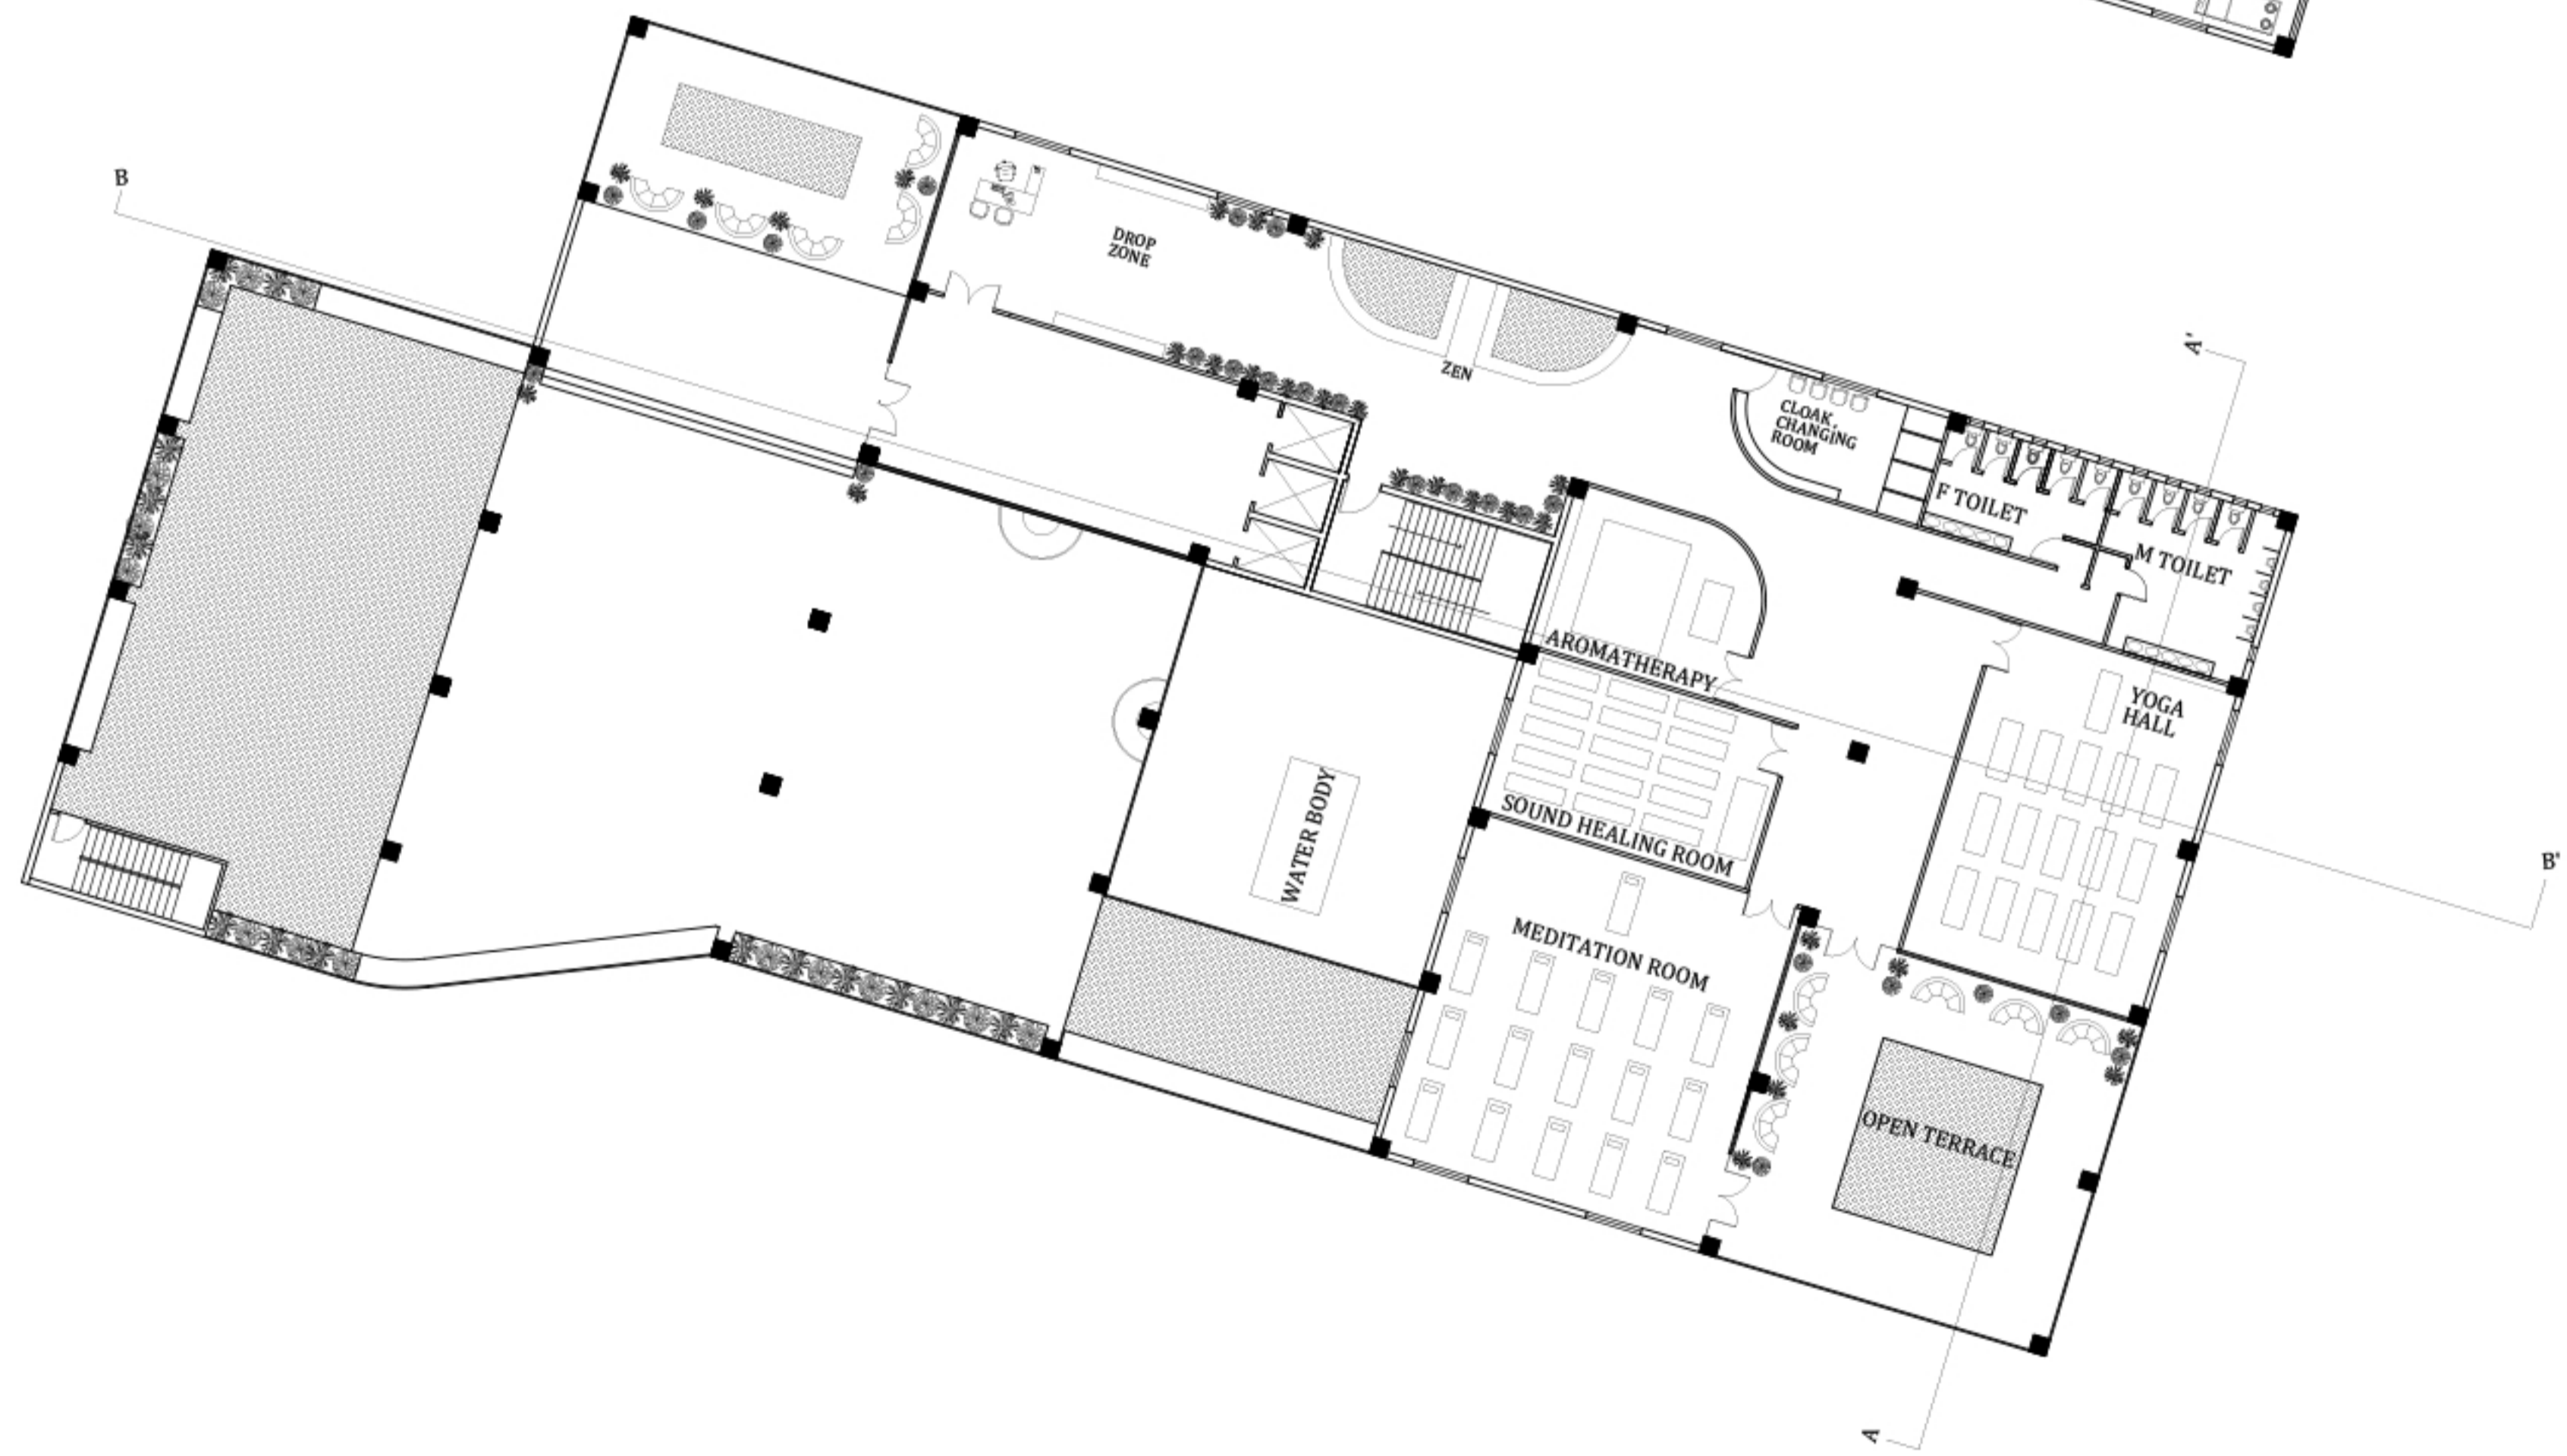 B
DROP
ZONE
ZEN
A'
CLOAK,
CHANGING
ROOM
F TOILET
M TOILET
AROMATHERAPY
YOGA
HALL
WATER BODY
SOUND HEALING ROOM
B'
MEDITATION ROOM
OPEN TERRACE
A